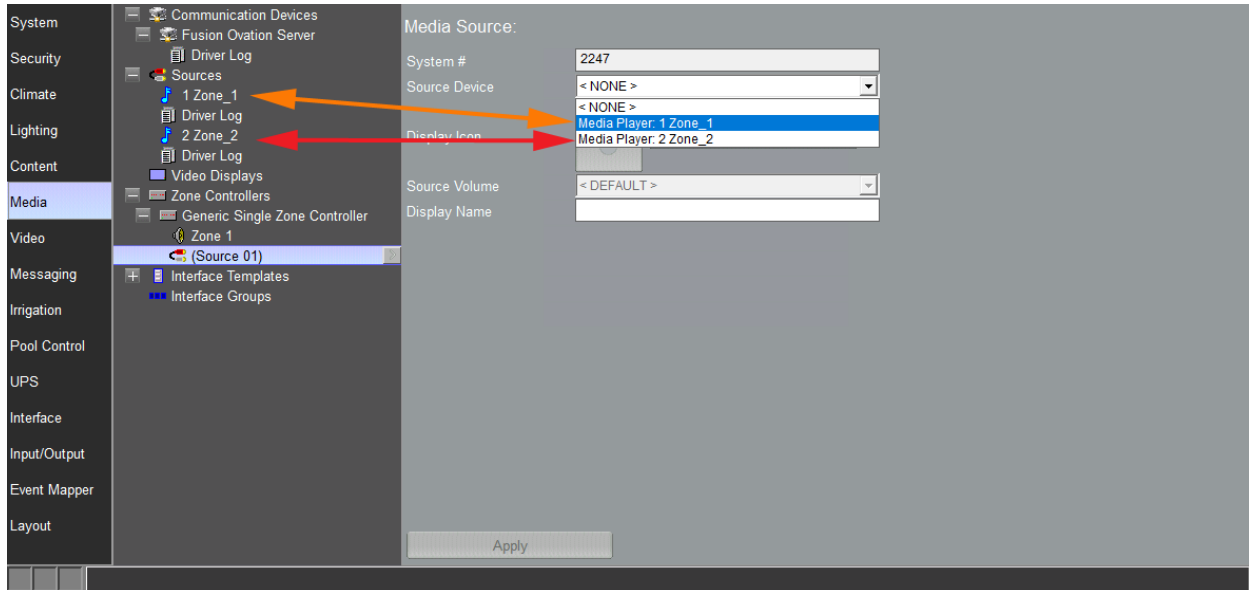 System
Security
Climate
Lighting
Content
Media
Video
Messaging
Irrigation
Pool Control
UPS
Interface
Input/Output
Event Mapper
Layout
Communication Devices
Fusion Ovation Server
Driver Log
Sources
1 Zone_1
Driver Log
2 Zone_2
Driver Log
Video Displays
Zone Controllers
Generic Single Zone Controller
Zone 1
(Source 01)
Interface Templates
Interface Groups
Media Source:
System # 2247
Source Device < NONE >
< NONE >
Media Player: 1 Zone_1
Media Player: 2 Zone_2
Display Icon
Source Volume < DEFAULT >
Display Name
Apply